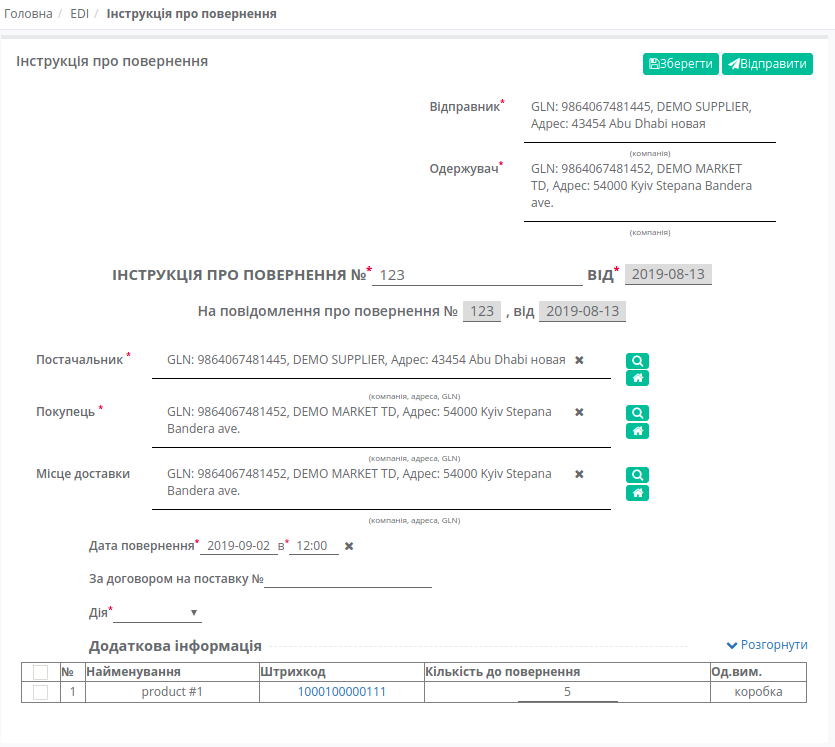 Головна / EDI / Інструкція про повернення
Інструкція про повернення
Зберегти Відправити
Відправник* GLN: 9864067481445, DEMO SUPPLIER,
Адрес: 43454 Abu Dhabi новая
(компанія)
Одержувач* GLN: 9864067481452, DEMO MARKET
TD, Адрес: 54000 Kyiv Stepana Bandera
ave.
(компанія)
ІНСТРУКЦІЯ ПРО ПОВЕРНЕННЯ №* 123 ВІД* 2019-08-13
На повідомлення про повернення № 123 , від 2019-08-13
Постачальник * GLN: 9864067481445, DEMO SUPPLIER, Адрес: 43454 Abu Dhabi новая ✖
(компанія, адреса, GLN)
Покупець * GLN: 9864067481452, DEMO MARKET TD, Адрес: 54000 Kyiv Stepana ✖
Bandera ave.
(компанія, адреса, GLN)
Місце доставки GLN: 9864067481452, DEMO MARKET TD, Адрес: 54000 Kyiv Stepana ✖
Bandera ave.
(компанія, адреса, GLN)
Дата повернення* 2019-09-02 в* 12:00 ✖
За договором на поставку №
Дія* ▼
Додаткова інформація Розгорнути
№ Найменування Штрихкод Кількість до повернення Од.вим.
1 product #1 1000100000111 5 коробка